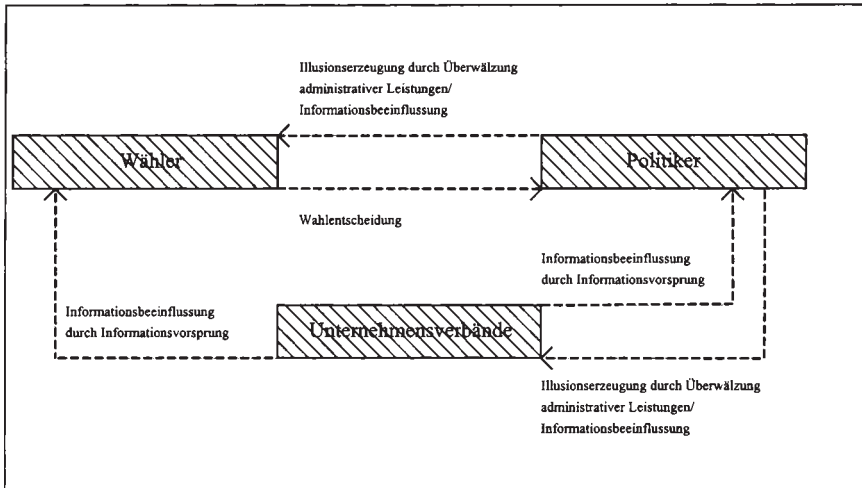 Illusionserzeugung durch Überwälzung
administrativer Leistungen/
Informationsbeeinflussung
Wähler
Politiker
Wahlentscheidung
Informationsbeeinflussung
durch Informationsvorsprung
Informationsbeeinflussung
durch Informationsvorsprung
Unternehmensverbände
Illusionserzeugung durch Überwälzung
administrativer Leistungen/
Informationsbeeinflussung